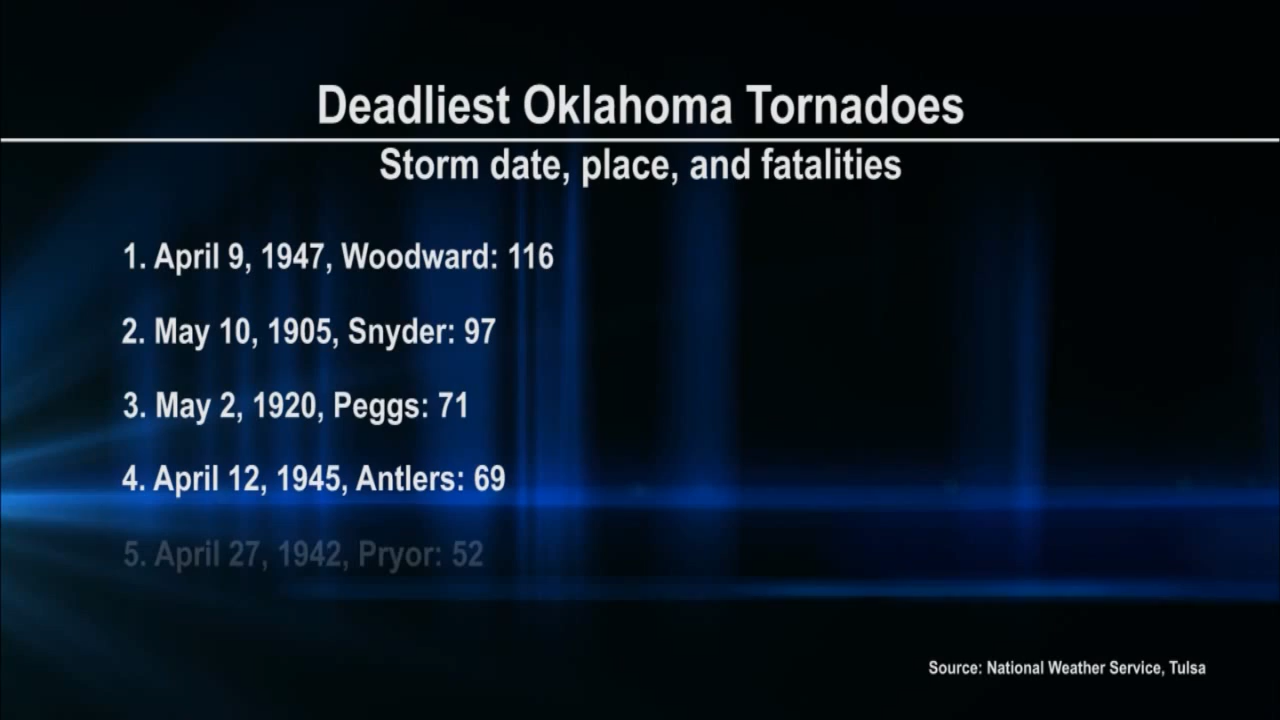 Deadliest Oklahoma Tornadoes
Storm date, place, and fatalities
1. April 9, 1947, Woodward: 116
2. May 10, 1905, Snyder: 97
3. May 2, 1920, Peggs: 71
4. April 12, 1945, Antlers: 69
5. April 27, 1942, Pryor: 52
Source: National Weather Service, Tulsa